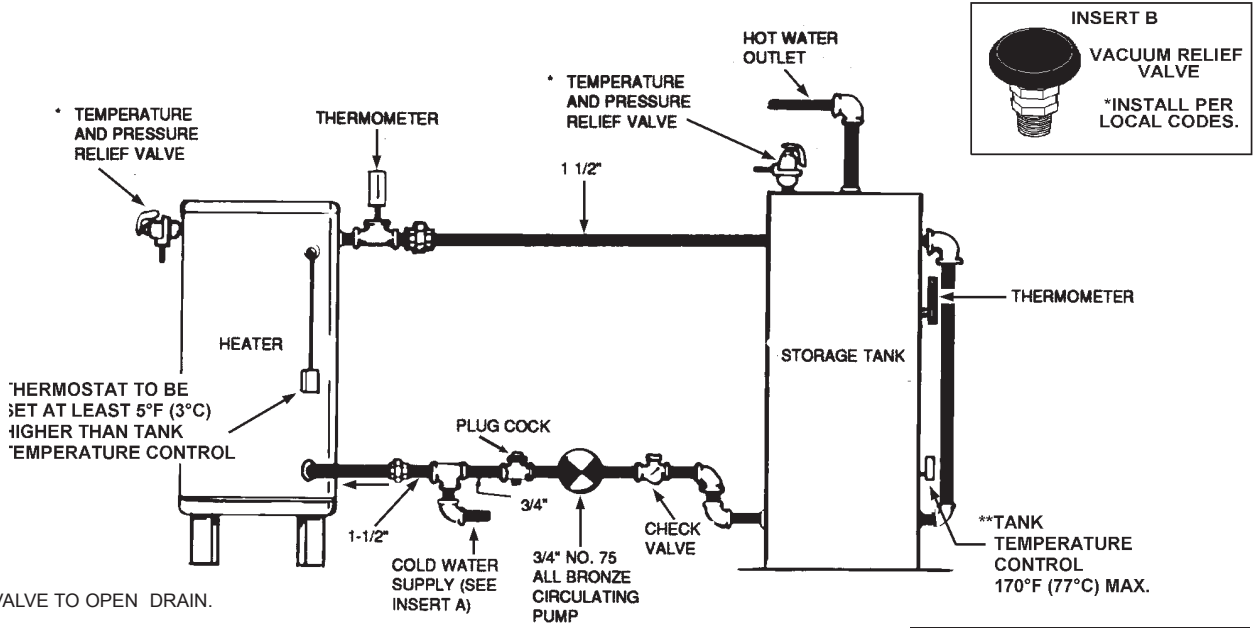 INSERT B
VACUUM RELIEF
VALVE
*INSTALL PER
LOCAL CODES.
HOT WATER
OUTLET
* TEMPERATURE
AND PRESSURE
RELIEF VALVE
* TEMPERATURE
AND PRESSURE
RELIEF VALVE
THERMOMETER
1 1/2"
THERMOMETER
HEATER
STORAGE TANK
THERMOSTAT TO BE
SET AT LEAST 5°F (3°C)
HIGHER THAN TANK
TEMPERATURE CONTROL
PLUG COCK
3/4"
1-1/2"
COLD WATER
SUPPLY (SEE
INSERT A)
3/4" NO. 75
ALL BRONZE
CIRCULATING
PUMP
CHECK
VALVE
**TANK
TEMPERATURE
CONTROL
170°F (77°C) MAX.
VALVE TO OPEN DRAIN.